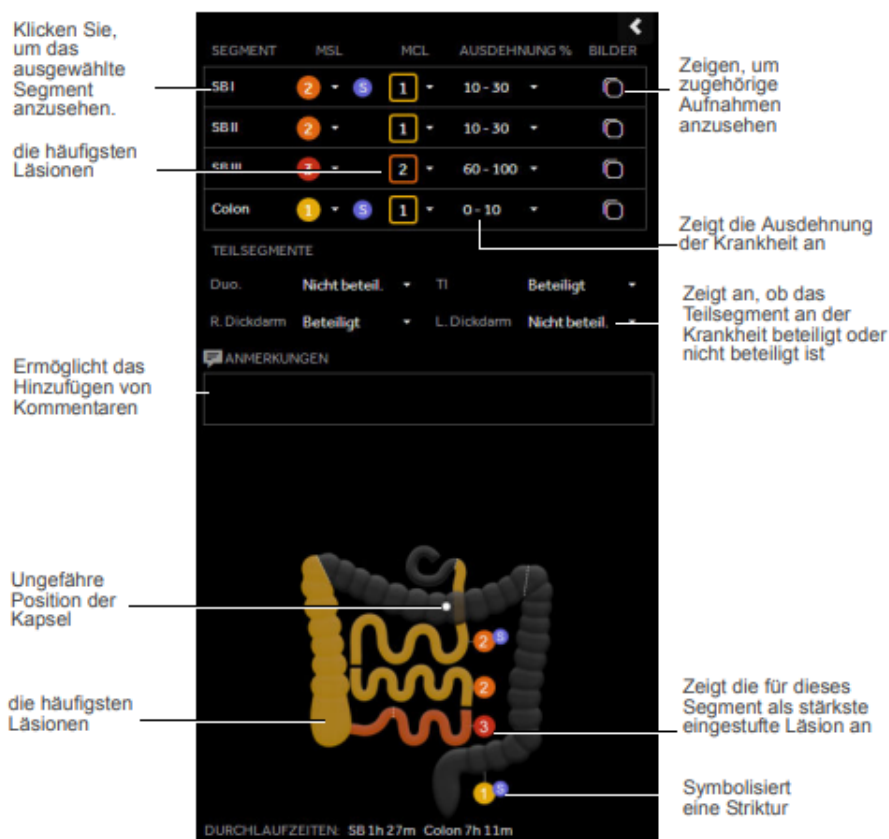 Klicken Sie,
um das
ausgewählte
Segment
anzusehen.
die häufigsten
Läsionen
Ermöglicht das
Hinzufügen von
Kommentaren
Ungefähre
Position der
Kapsel
die häufigsten
Läsionen
SEGMENT MSL MCL AUSDEHNUNG % BILDER
SB I 2 S 1 10 - 30
SB II 2 1 10 - 30
SB III 3 2 60 - 100
Colon 1 S 1 0 - 10
TEILSEGMENTE
Duo. Nicht beteil. TI Beteiligt
R. Dickdarm Beteiligt L. Dickdarm Nicht beteil.
ANMERKUNGEN
2 S
2
3
1 S
DURCHLAUFZEITEN: SB 1h 27m Colon 7h 11m
Zeigen, um
zugehörige
Aufnahmen
anzusehen
Zeigt die Ausdehnung
der Krankheit an
Zeigt an, ob das
Teilsegment an der
Krankheit beteiligt oder
nicht beteiligt ist
Zeigt die für dieses
Segment als stärkste
eingestufte Läsion an
Symbolisiert
eine Striktur